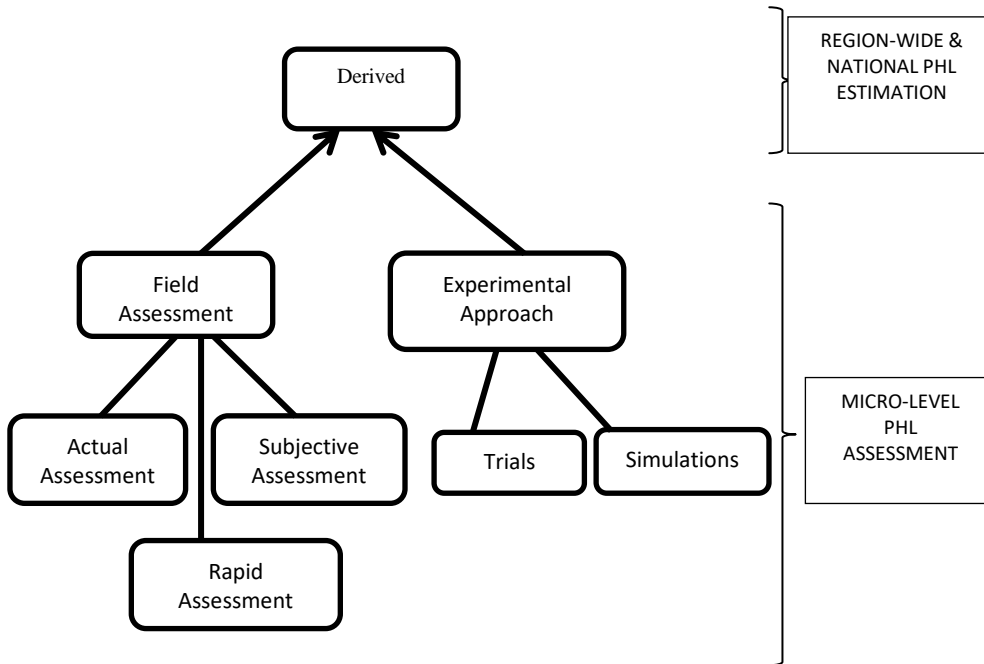 Derived
REGION-WIDE &
NATIONAL PHL
ESTIMATION
Field
Assessment
Experimental
Approach
Actual
Assessment
Subjective
Assessment
Rapid
Assessment
Trials
Simulations
MICRO-LEVEL
PHL
ASSESSMENT